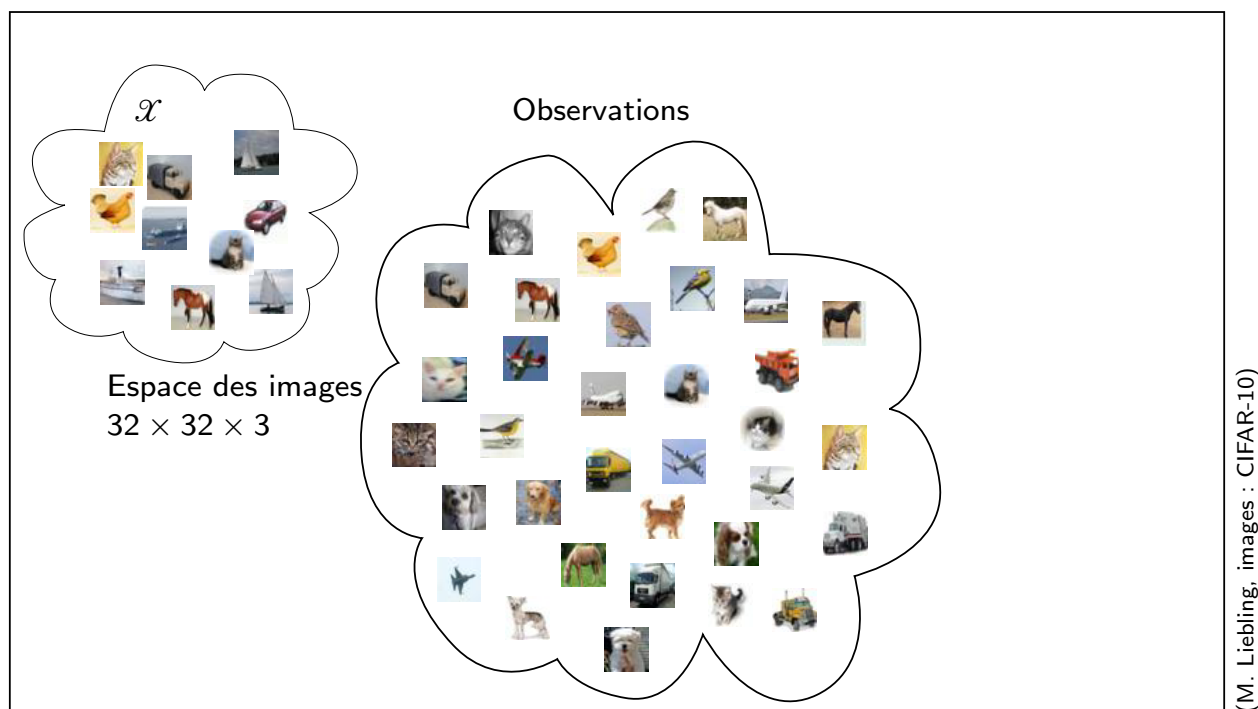 𝒳
Observations
Espace des images
32 × 32 × 3
(M. Liebling, images : CIFAR-10)